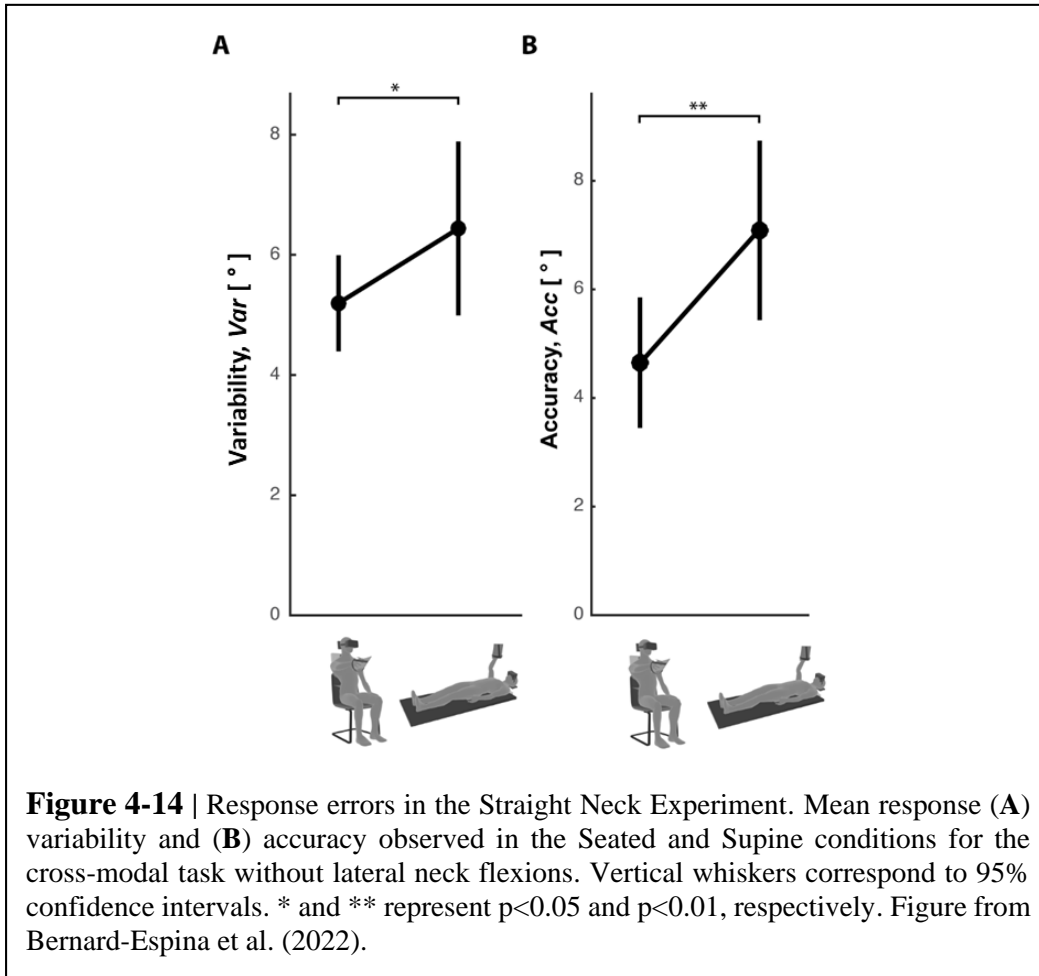 A
B
*
**
8
6
4
2
0
Variability, Var [ ° ]
8
6
4
2
0
Accuracy, Acc [ ° ]
Figure 4-14 | Response errors in the Straight Neck Experiment. Mean response (A)
variability and (B) accuracy observed in the Seated and Supine conditions for the
cross-modal task without lateral neck flexions. Vertical whiskers correspond to 95%
confidence intervals. * and ** represent p<0.05 and p<0.01, respectively. Figure from
Bernard-Espina et al. (2022).